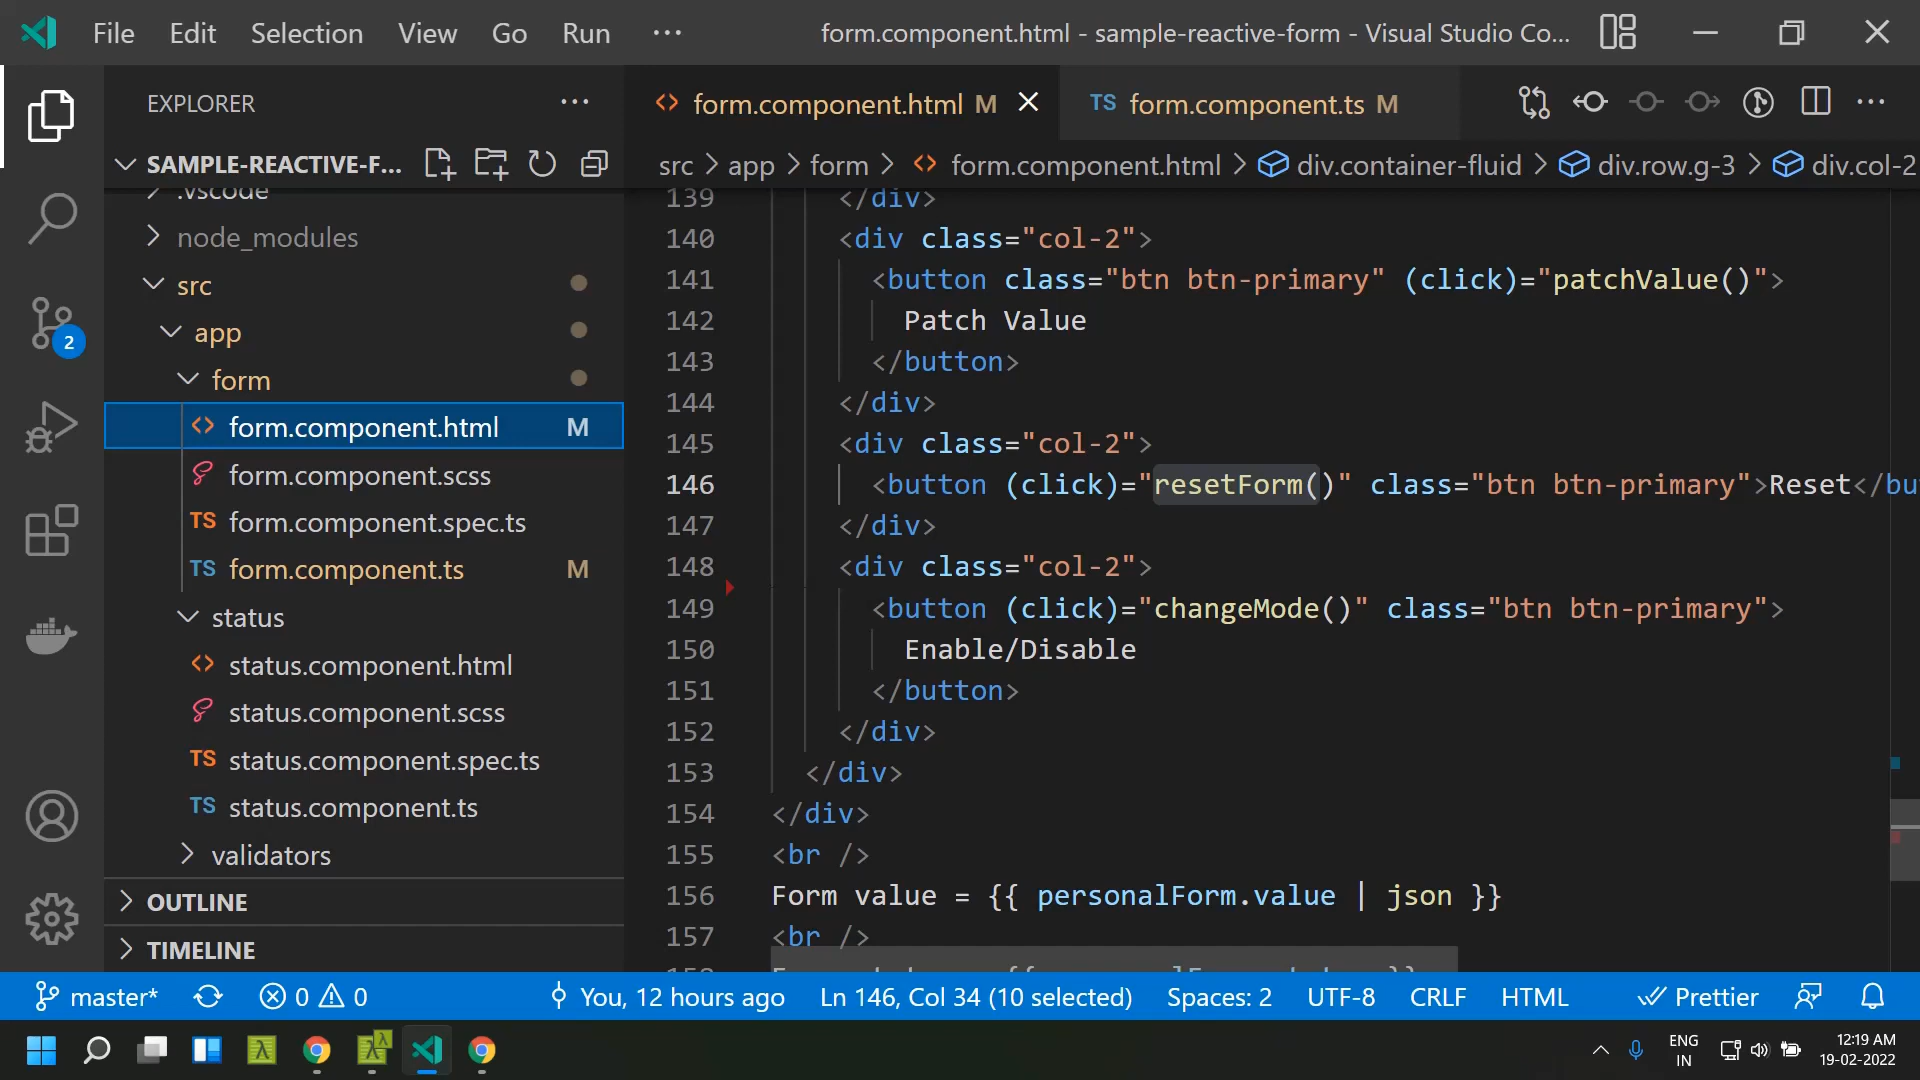 File Edit Selection View Go Run ···
form.component.html - sample-reactive-form - Visual Studio Co...
EXPLORER ···
form.component.html M
TS form.component.ts M
SAMPLE-REACTIVE-F...
src > app > form > form.component.html > div.container-fluid > div.row.g-3 > div.col-2
.vscode
node_modules
src
app
form
form.component.html M
form.component.scss
TS form.component.spec.ts
TS form.component.ts M
status
status.component.html
status.component.scss
TS status.component.spec.ts
TS status.component.ts
validators
OUTLINE
TIMELINE
2
139 </div>
140 <div class="col-2">
141 <button class="btn btn-primary" (click)="patchValue()">
142 Patch Value
143 </button>
144 </div>
145 <div class="col-2">
146 <button (click)="resetForm()" class="btn btn-primary">Reset</bu
147 </div>
148 <div class="col-2">
149 <button (click)="changeMode()" class="btn btn-primary">
150 Enable/Disable
151 </button>
152 </div>
153 </div>
154 </div>
155 <br />
156 Form value = {{ personalForm.value | json }}
157 <br />
master* 0 0 You, 12 hours ago Ln 146, Col 34 (10 selected) Spaces: 2 UTF-8 CRLF HTML Prettier
ENG
IN
12:19 AM
19-02-2022